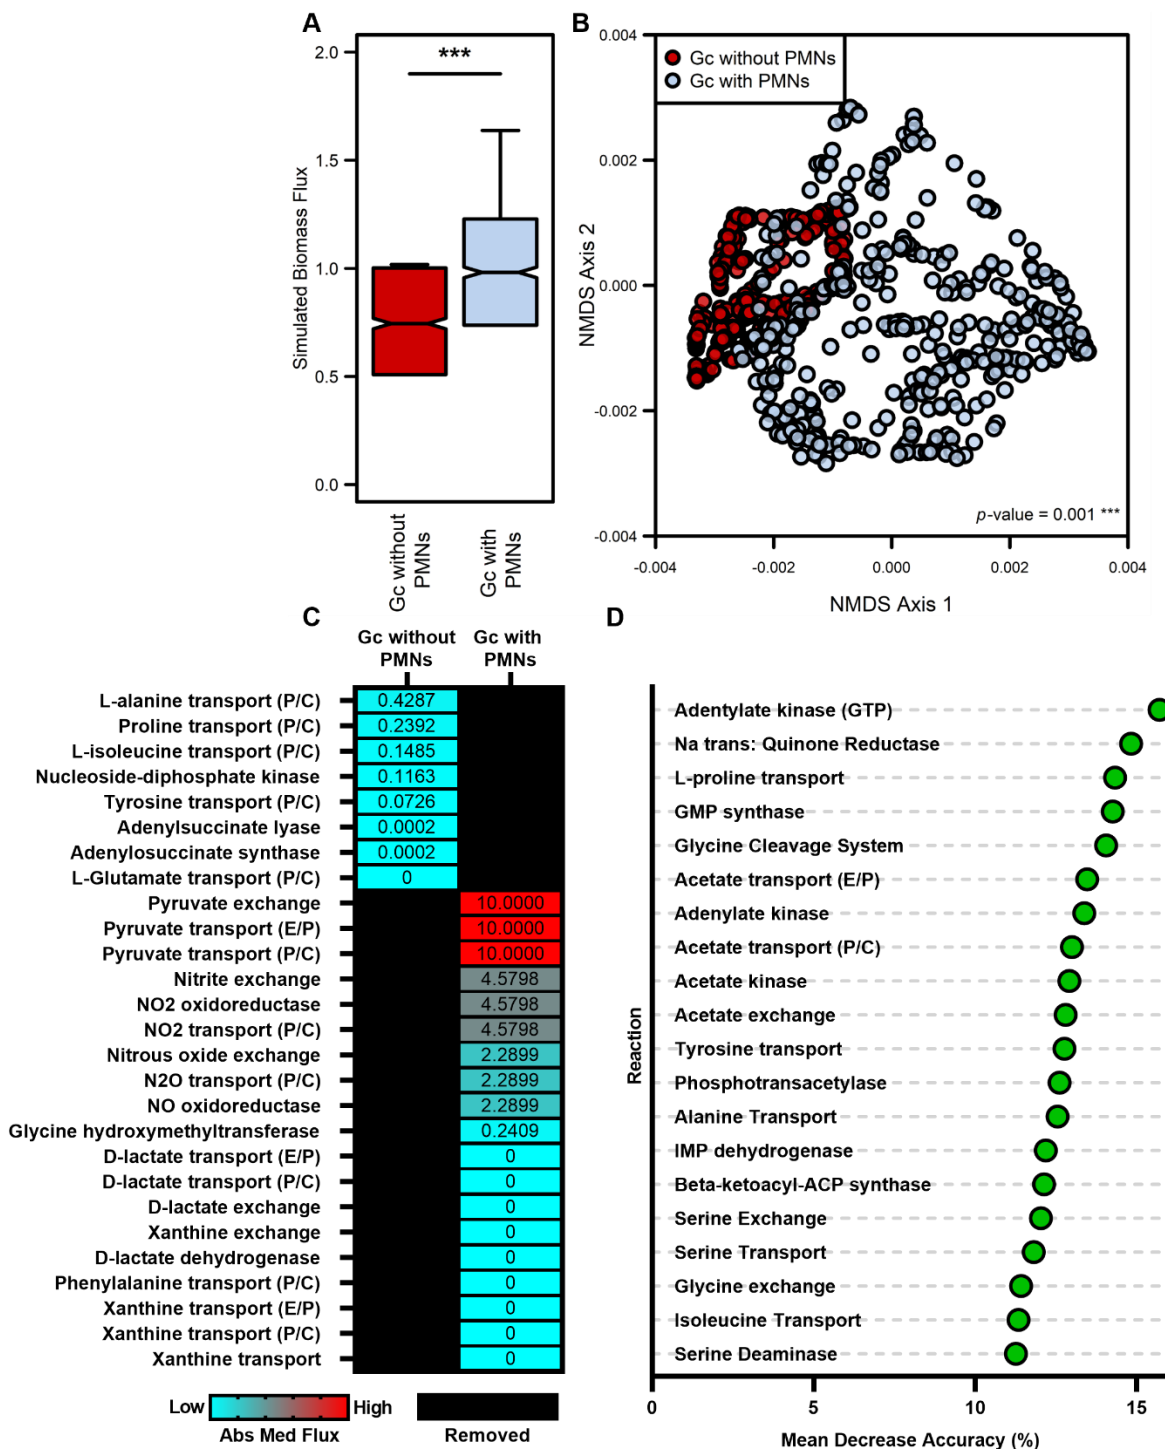 A
2.0
1.5
1.0
0.5
0.0
Simulated Biomass Flux
***
Gc without
PMNs
Gc with
PMNs
B
0.004
0.002
0.000
-0.002
-0.004
NMDS Axis 2
Gc without PMNs
Gc with PMNs
p-value = 0.001 ***
-0.004
-0.002
0.000
0.002
0.004
NMDS Axis 1
C
Gc without
PMNs
Gc with
PMNs
L-alanine transport (P/C) 0.4287
Proline transport (P/C) 0.2392
L-isoleucine transport (P/C) 0.1485
Nucleoside-diphosphate kinase 0.1163
Tyrosine transport (P/C) 0.0726
Adenylsuccinate lyase 0.0002
Adenylosuccinate synthase 0.0002
L-Glutamate transport (P/C) 0
Pyruvate exchange 10.0000
Pyruvate transport (E/P) 10.0000
Pyruvate transport (P/C) 10.0000
Nitrite exchange 4.5798
NO2 oxidoreductase 4.5798
NO2 transport (P/C) 4.5798
Nitrous oxide exchange 2.2899
N2O transport (P/C) 2.2899
NO oxidoreductase 2.2899
Glycine hydroxymethyltransferase 0.2409
D-lactate transport (E/P) 0
D-lactate transport (P/C) 0
D-lactate exchange 0
Xanthine exchange 0
D-lactate dehydrogenase 0
Phenylalanine transport (P/C) 0
Xanthine transport (E/P) 0
Xanthine transport (P/C) 0
Xanthine transport 0
Low
High
Abs Med Flux
Removed
D
Reaction
Adentylate kinase (GTP)
Na trans: Quinone Reductase
L-proline transport
GMP synthase
Glycine Cleavage System
Acetate transport (E/P)
Adenylate kinase
Acetate transport (P/C)
Acetate kinase
Acetate exchange
Tyrosine transport
Phosphotransacetylase
Alanine Transport
IMP dehydrogenase
Beta-ketoacyl-ACP synthase
Serine Exchange
Serine Transport
Glycine exchange
Isoleucine Transport
Serine Deaminase
0
5
10
15
Mean Decrease Accuracy (%)